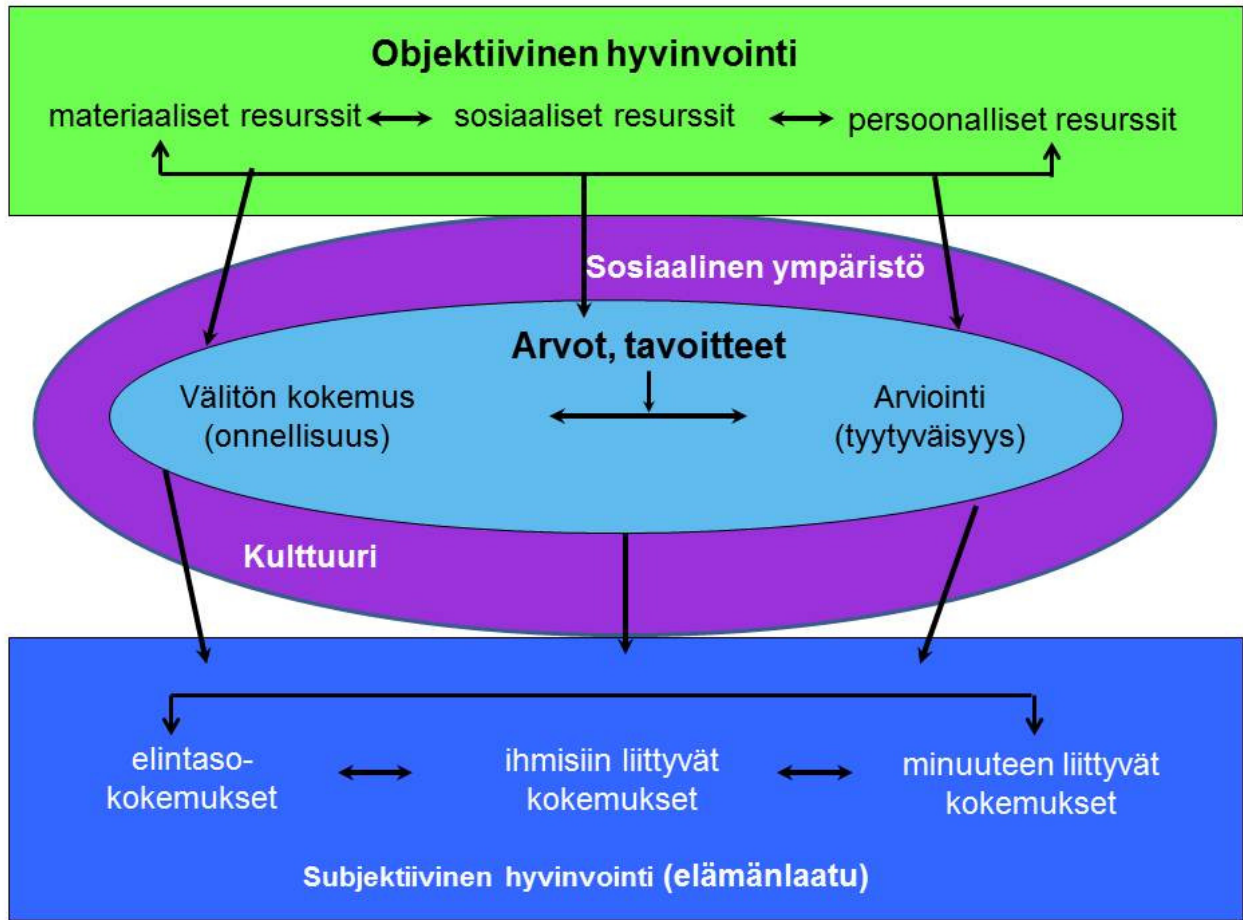 Objektiivinen hyvinvointi
materiaaliset resurssit
sosiaaliset resurssit
persoonalliset resurssit
Sosiaalinen ympäristö
Arvot, tavoitteet
Välitön kokemus
(onnellisuus)
Arviointi
(tyytyväisyys)
Kulttuuri
elintaso-
kokemukset
ihmisiin liittyvät
kokemukset
minuuteen liittyvät
kokemukset
Subjektiivinen hyvinvointi (elämänlaatu)